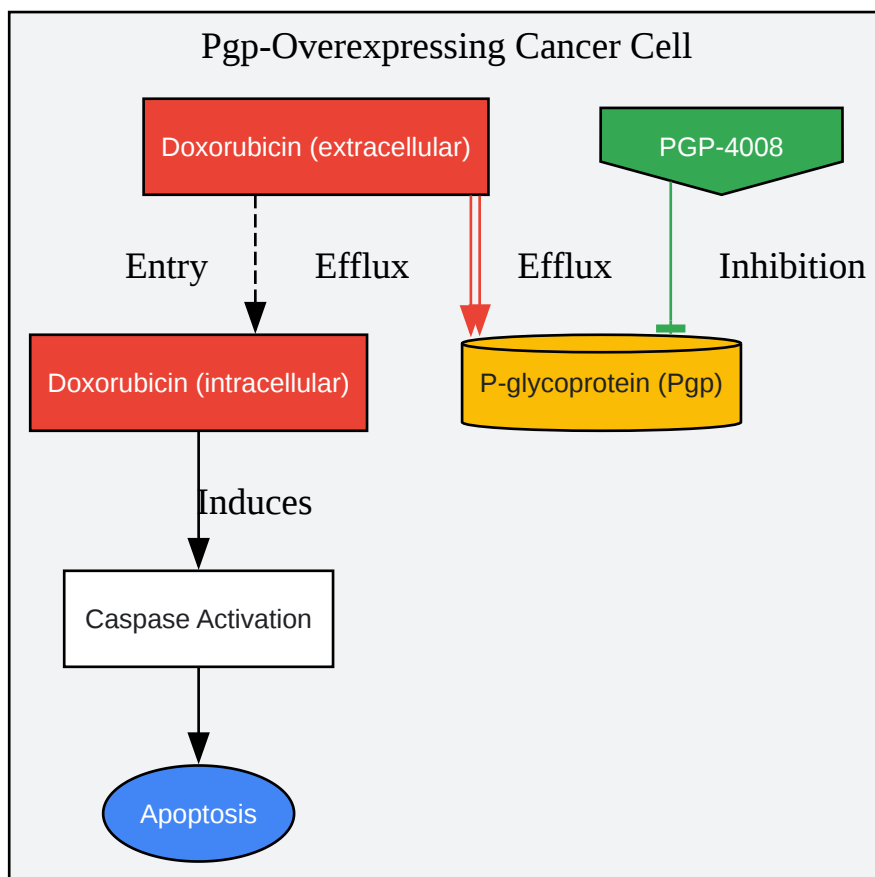 Pgp-Overexpressing Cancer Cell
Doxorubicin (extracellular)
PGP-4008
Entry
Efflux
Efflux
Inhibition
Doxorubicin (intracellular)
P-glycoprotein (Pgp)
Induces
Caspase Activation
Apoptosis